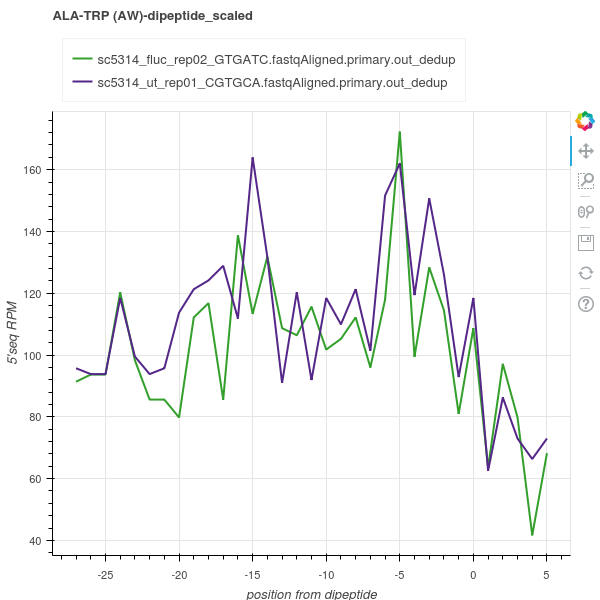 ALA-TRP (AW)-dipeptide_scaled
sc5314_fluc_rep02_GTGATC.fastqAligned.primary.out_dedup
sc5314_ut_rep01_CGTGCA.fastqAligned.primary.out_dedup
5'seq RPM
160
140
120
100
80
60
40
-25 -20 -15 -10 -5 0 5
position from dipeptide